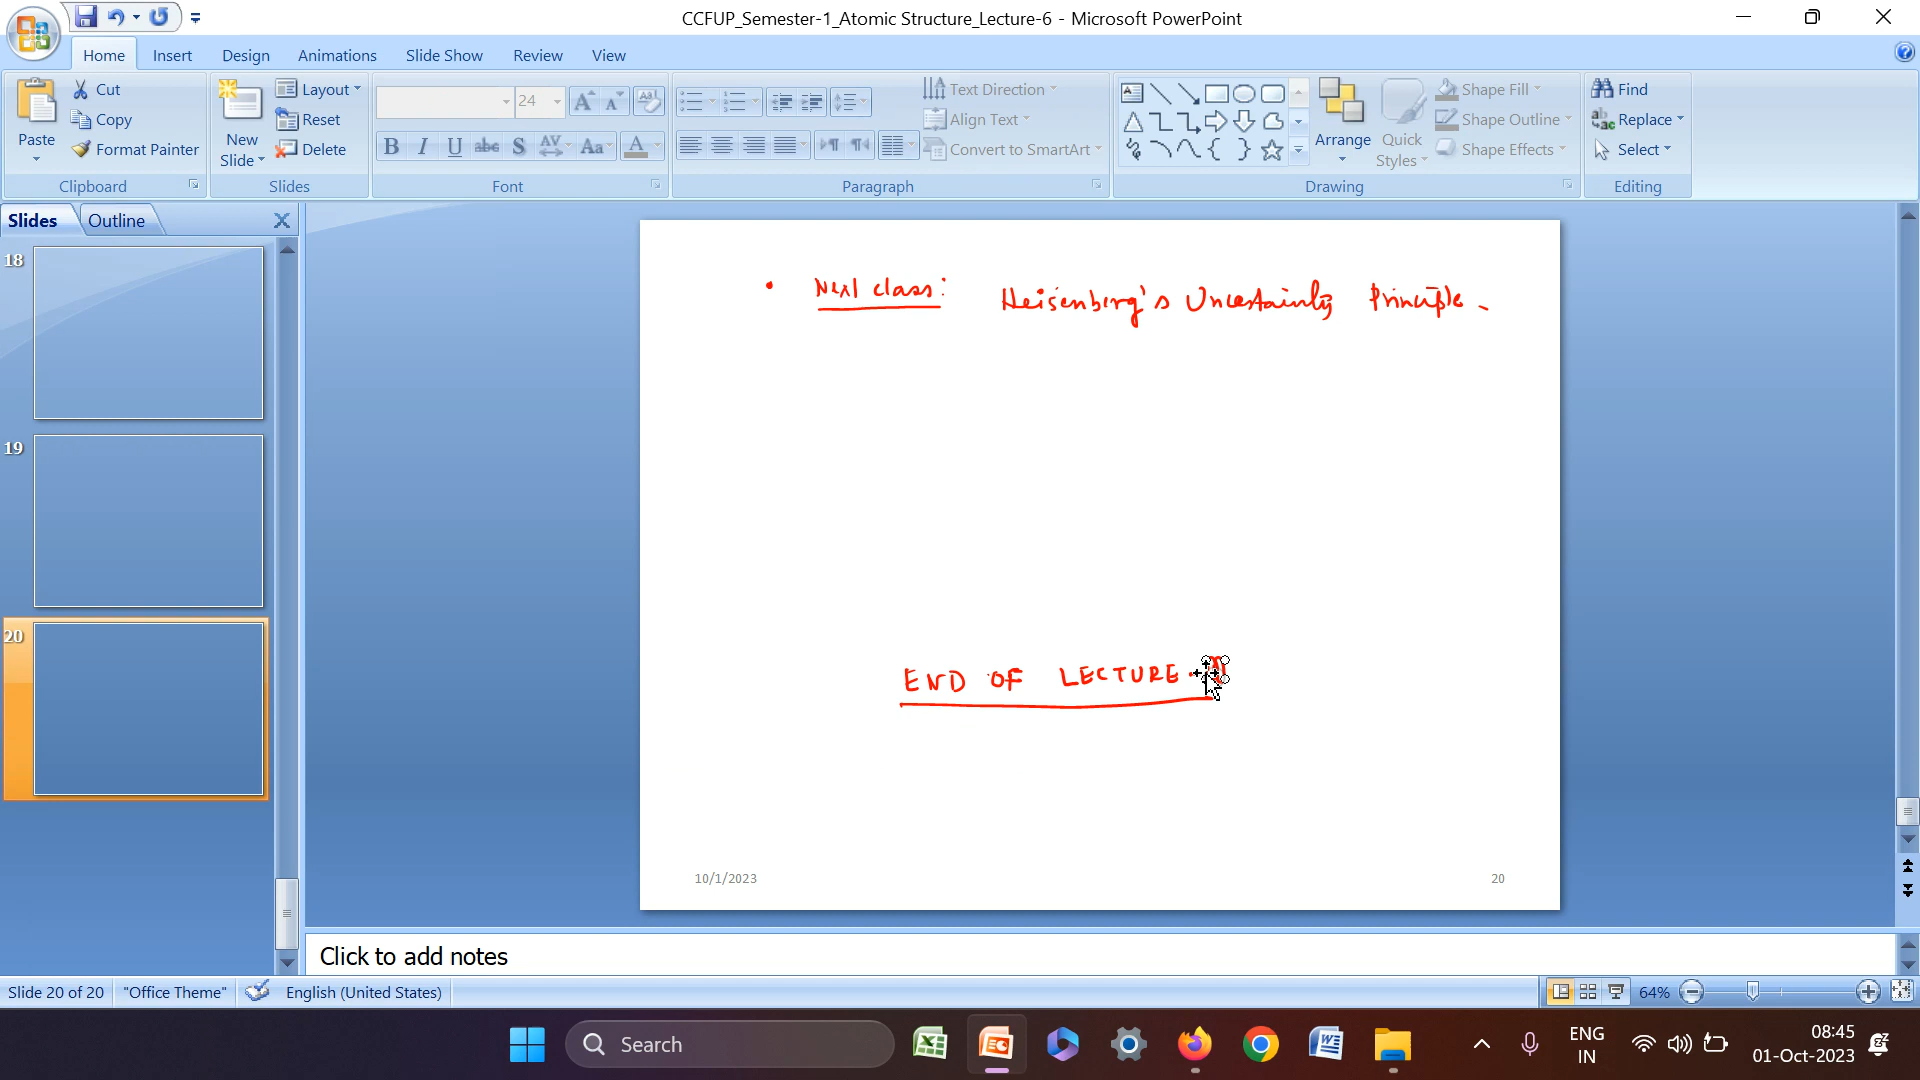 CCFUP_Semester-1_Atomic Structure_Lecture-6 - Microsoft PowerPoint
Home Insert Design Animations Slide Show Review View
Paste
Cut
Copy
Format Painter
Clipboard
New Slide
Layout
Reset
Delete
Slides
24
B I U abc S AV Aa A
Font
Text Direction
Align Text
Convert to SmartArt
Paragraph
Arrange
Quick Styles
Shape Fill
Shape Outline
Shape Effects
Drawing
Find
Replace
Select
Editing
Slides Outline
18
19
20
• Next class: Heisenberg's Uncertainty Principle -
END OF LECTURE -
10/1/2023 20
Click to add notes
Slide 20 of 20 "Office Theme" English (United States) 64%
Search
ENG
IN
08:45
01-Oct-2023